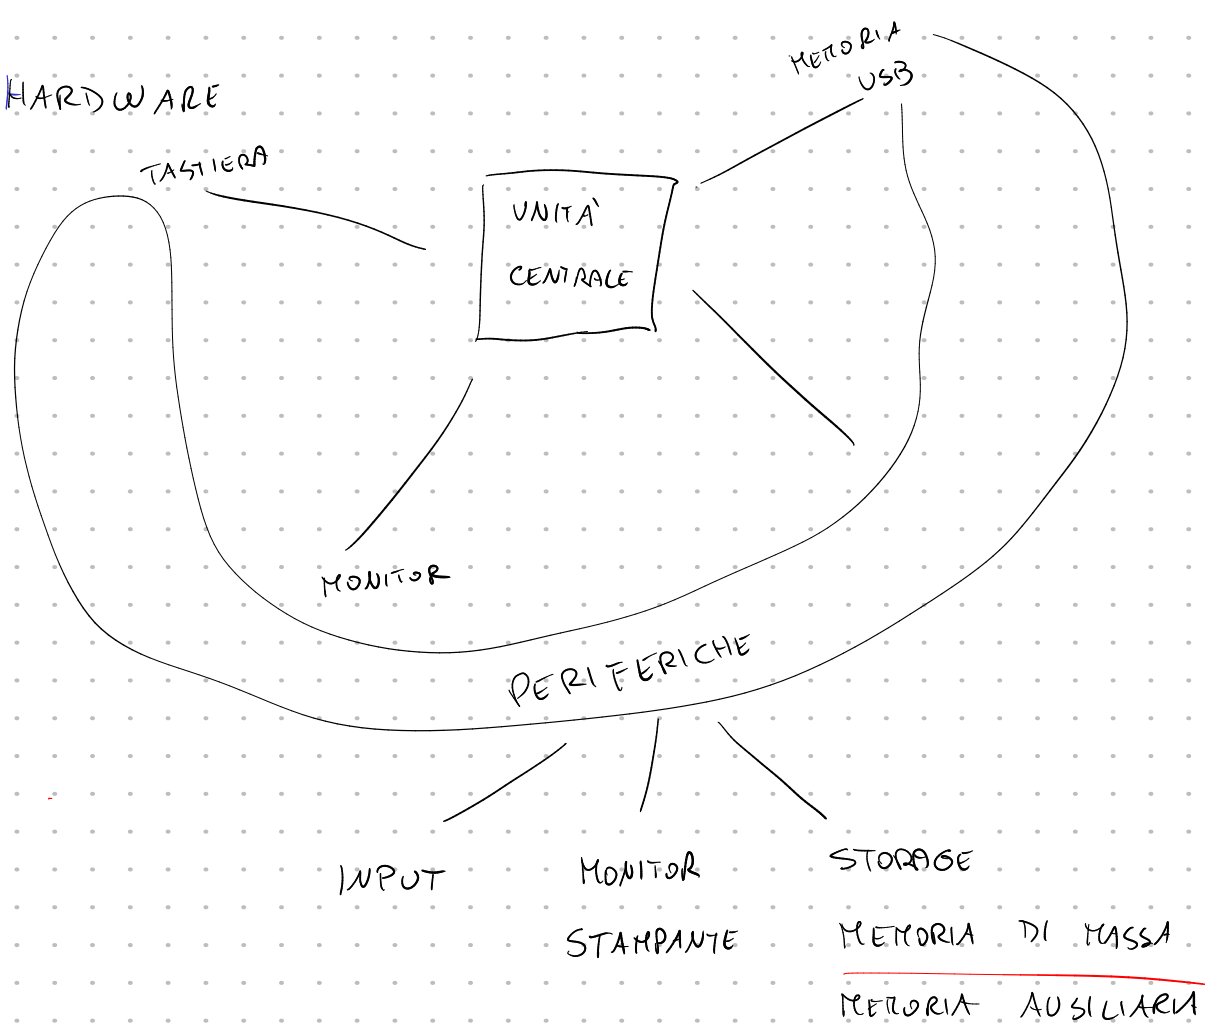 MEMORIA
USB
HARDWARE
TASTIERA
UNITÀ
CENTRALE
MONITOR
PERIFERICHE
INPUT
MONITOR
STORAGE
STAMPANTE
MEMORIA DI MASSA
MEMORIA AUSILIARIA